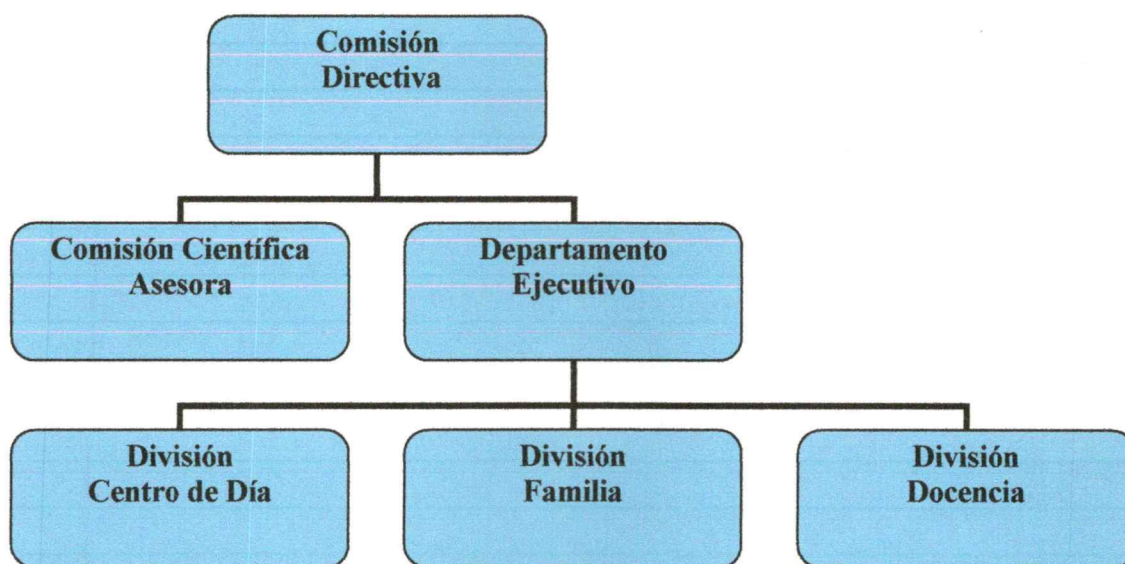 Comisión
Directiva
Comisión Científica
Asesora
Departamento
Ejecutivo
División
Centro de Día
División
Familia
División
Docencia